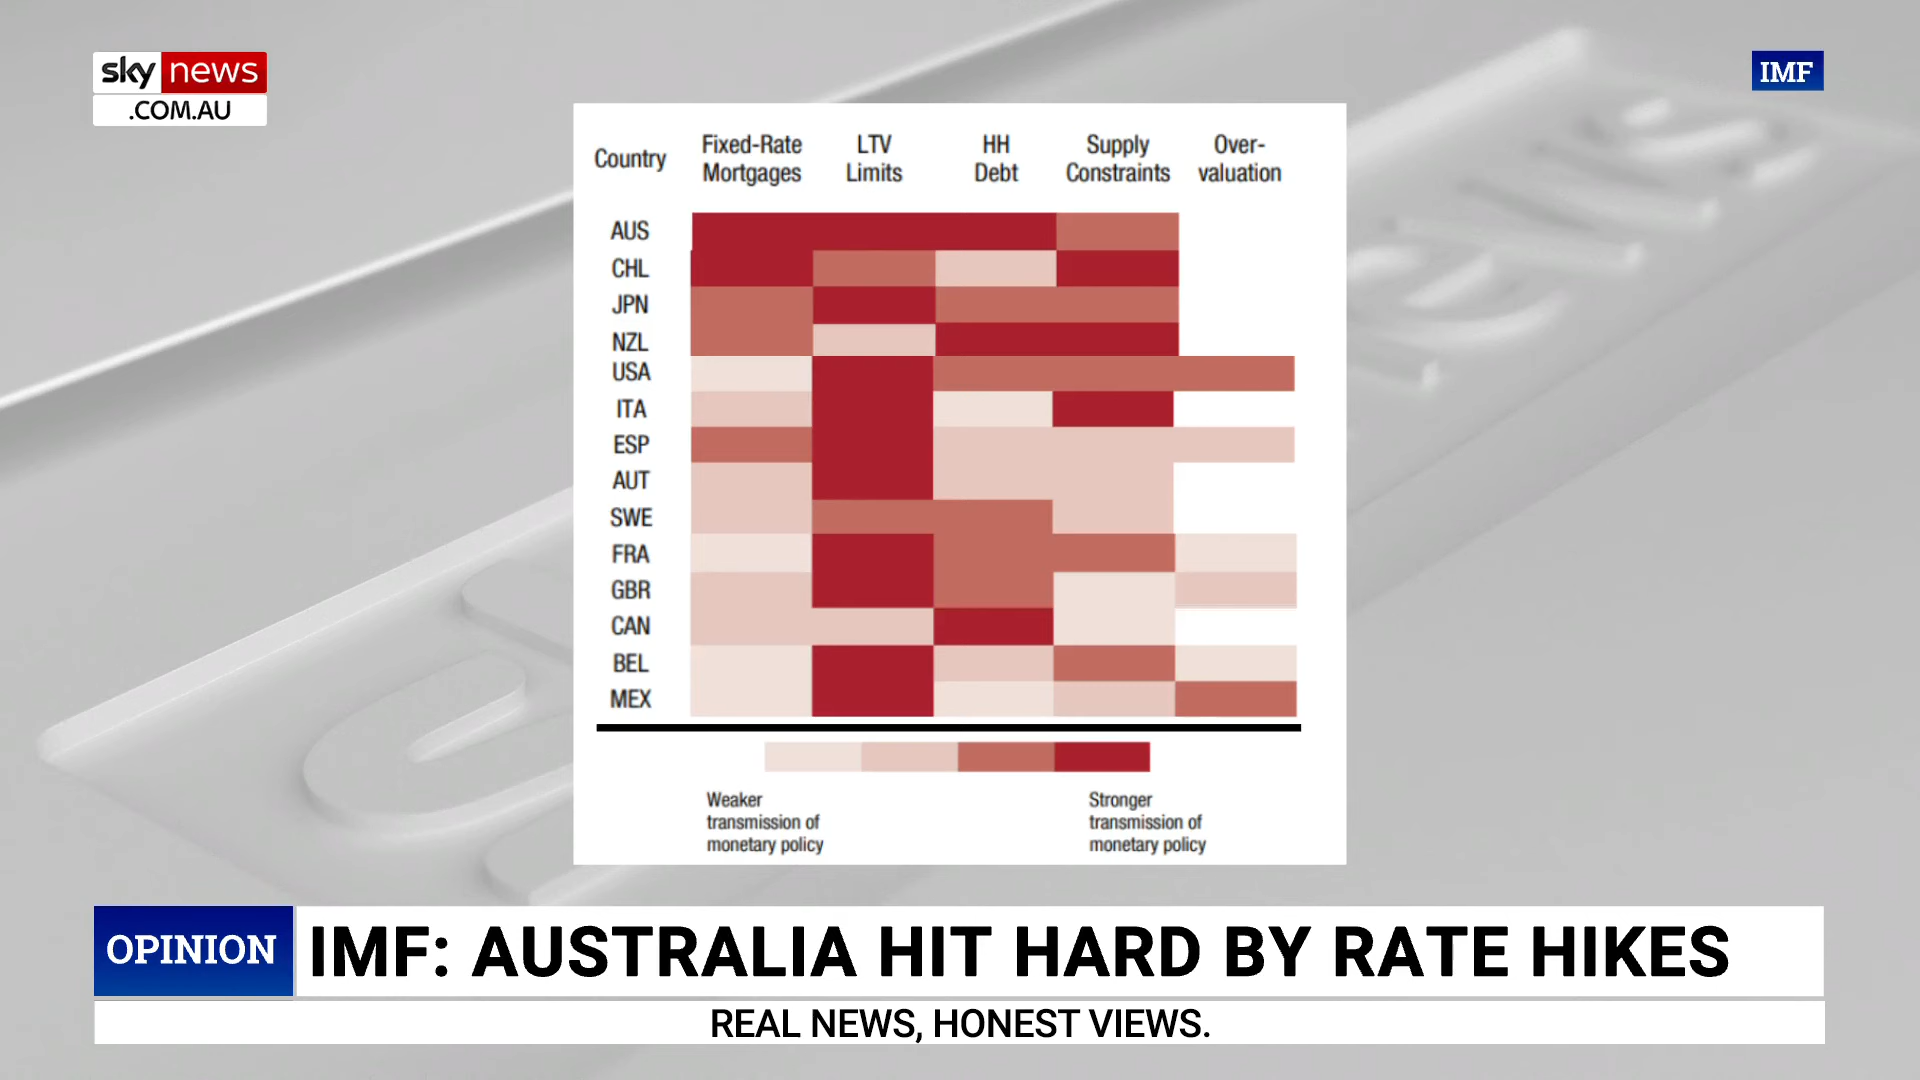 sky news
.COM.AU
IMF
Country
Fixed-Rate
Mortgages
LTV
Limits
HH
Debt
Supply
Constraints
Over-
valuation
AUS
CHL
JPN
NZL
USA
ITA
ESP
AUT
SWE
FRA
GBR
CAN
BEL
MEX
Weaker
transmission of
monetary policy
Stronger
transmission of
monetary policy
OPINION
IMF: AUSTRALIA HIT HARD BY RATE HIKES
REAL NEWS, HONEST VIEWS.